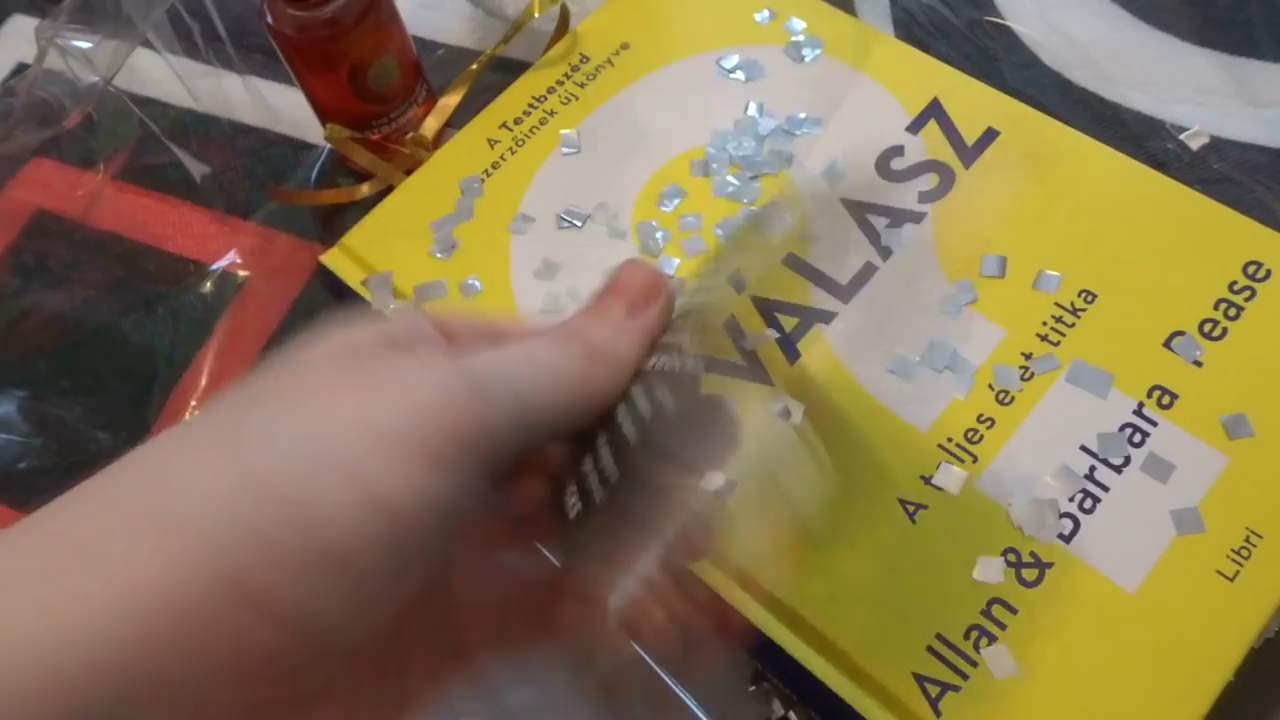 A Testbeszéd
szerzőinek új könyve
VÁLASZ
A teljes élet titka
Allan & Barbara Pease
Libri